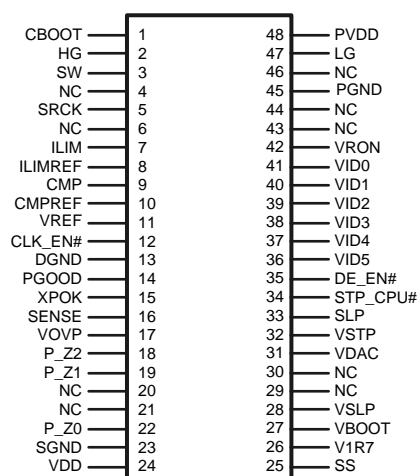 CBOOT 1 48 PVDD
HG 2 47 LG
SW 3 46 NC
NC 4 45 PGND
SRCK 5 44 NC
NC 6 43 NC
ILIM 7 42 VRON
ILIMREF 8 41 VID0
CMP 9 40 VID1
CMPREF 10 39 VID2
VREF 11 38 VID3
CLK_EN# 12 37 VID4
DGND 13 36 VID5
PGOOD 14 35 DE_EN#
XPOK 15 34 STP_CPU#
SENSE 16 33 SLP
VOVP 17 32 VSTP
P_Z2 18 31 VDAC
P_Z1 19 30 NC
NC 20 29 NC
NC 21 28 VSLP
P_Z0 22 27 VBOOT
SGND 23 26 V1R7
VDD 24 25 SS